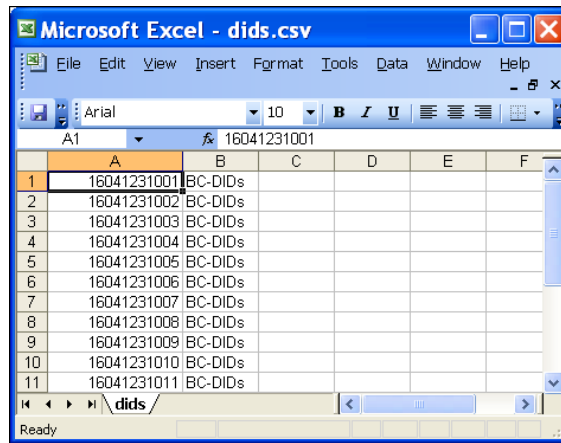 Microsoft Excel - dids.csv
File Edit View Insert Format Tools Data Window Help
Arial 10 B I U
A1 fx 16041231001
A B C D E F
1 16041231001 BC-DIDs
2 16041231002 BC-DIDs
3 16041231003 BC-DIDs
4 16041231004 BC-DIDs
5 16041231005 BC-DIDs
6 16041231006 BC-DIDs
7 16041231007 BC-DIDs
8 16041231008 BC-DIDs
9 16041231009 BC-DIDs
10 16041231010 BC-DIDs
11 16041231011 BC-DIDs
dids
Ready